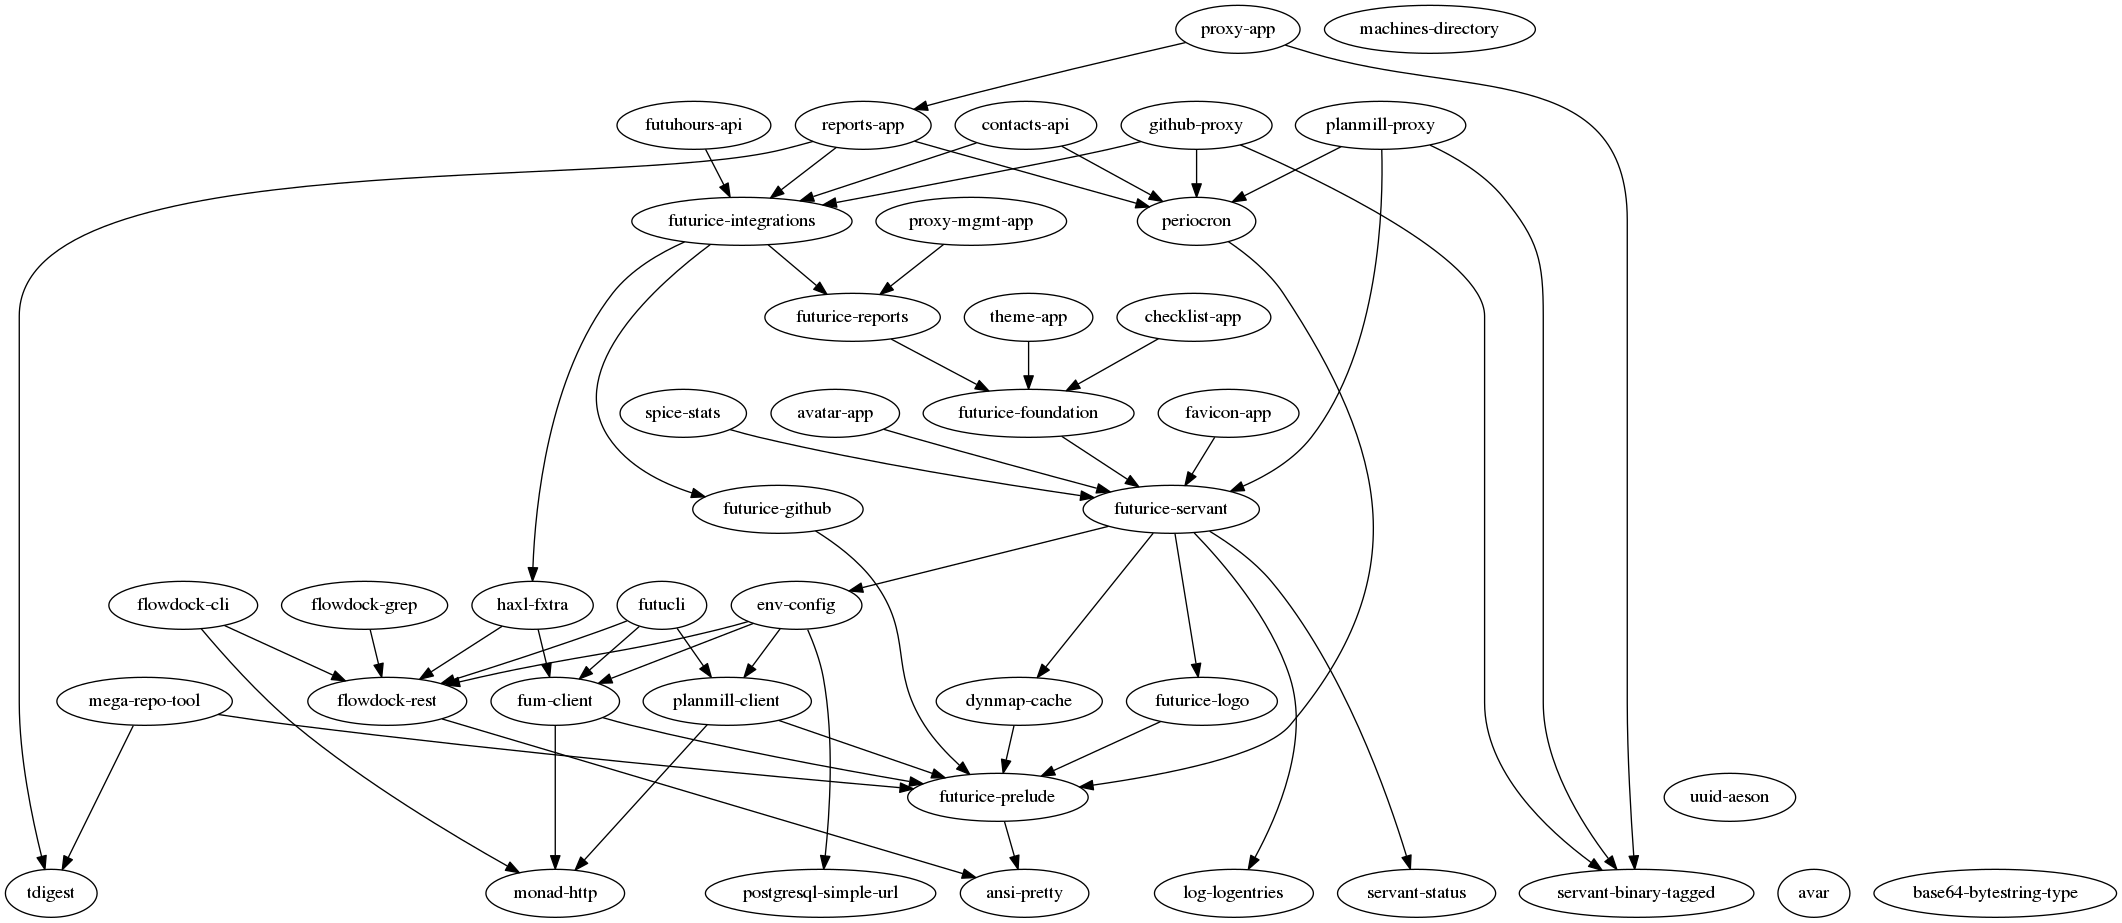 proxy-app
machines-directory
futuhours-api
reports-app
contacts-api
github-proxy
planmill-proxy
futurice-integrations
proxy-mgmt-app
periocron
futurice-reports
theme-app
checklist-app
spice-stats
avatar-app
futurice-foundation
favicon-app
futurice-github
futurice-servant
flowdock-cli
flowdock-grep
haxl-fxtra
futucli
env-config
mega-repo-tool
flowdock-rest
fum-client
planmill-client
dynmap-cache
futurice-logo
futurice-prelude
uuid-aeson
tdigest
monad-http
postgresql-simple-url
ansi-pretty
log-logentries
servant-status
servant-binary-tagged
avar
base64-bytestring-type